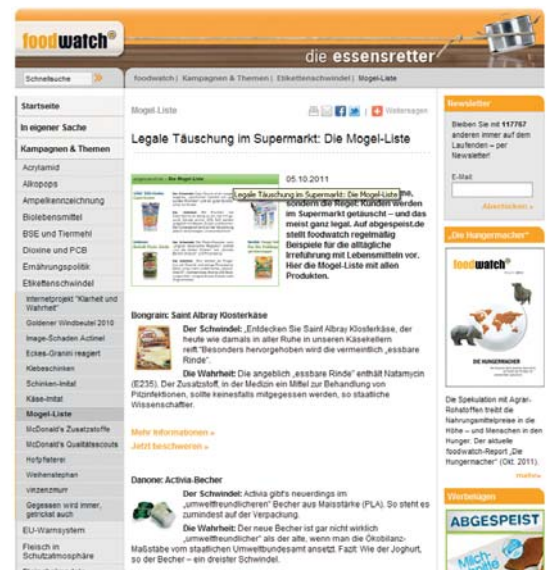 foodwatch®
die essensretter
Schnellsuche
foodwatch | Kampagnen & Themen | Etikettenschwindel | Mogel-Liste
Startseite
In eigener Sache
Kampagnen & Themen
Acrylamid
Alkopops
Ampelkennzeichnung
Biolebensmittel
BSE und Tiermehl
Dioxine und PCB
Ernährungspolitik
Etikettenschwindel
Internetprojekt "Klarheit und
Wahrheit"
Goldener Windbeutel 2010
Image-Schaden Actimel
Eckes-Granini reagiert
Klebeschinken
Schinken-Imitat
Käse-Imitat
Mogel-Liste
McDonald's Zusatzstoffe
McDonald's Qualitätsscouts
Hofpfisterei
Weihenstephan
Vinzenzmurr
Gegessen wird immer,
getrickst auch
EU-Warnsystem
Fleisch in
Schutzatmosphäre
Mogel-Liste
Weitersagen
Legale Täuschung im Supermarkt: Die Mogel-Liste
05.10.2011
Legale Täuschung im Supermarkt: Die Mogel-Liste
sondern die Regel: Kunden werden
im Supermarkt getäuscht – und das
meist ganz legal. Auf abgespeist.de
stellt foodwatch regelmäßig
Beispiele für die alltägliche
Irreführung mit Lebensmitteln vor.
Hier die Mogel-Liste mit allen
Produkten.
Bongrain: Saint Albray Klosterkäse
Der Schwindel: „Entdecken Sie Saint Albray Klosterkäse, der
heute wie damals in aller Ruhe in unseren Käsekellern
reift."Besonders hervorgehoben wird die vermeintlich „essbare
Rinde".
Die Wahrheit: Die angeblich „essbare Rinde" enthält Natamycin
(E235). Der Zusatzstoff, in der Medizin ein Mittel zur Behandlung von
Pilzinfektionen, sollte keinesfalls mitgegessen werden, so staatliche
Wissenschaftler.
Mehr Informationen »
Jetzt beschweren »
Danone: Activia-Becher
Der Schwindel: Activia gibt's neuerdings im
„umweltfreundlicheren" Becher aus Maisstärke (PLA). So steht es
zumindest auf der Verpackung.
Die Wahrheit: Der neue Becher ist gar nicht wirklich
„umweltfreundlicher" als der alte, wenn man die Ökobilanz-
Maßstäbe vom staatlichen Umweltbundesamt ansetzt. Fazit: Wie der Joghurt,
so der Becher – ein dreister Schwindel.
Newsletter
Bleiben Sie mit 117767
anderen immer auf dem
Laufenden – per
Newsletter!
E-Mail:
Abschicken »
„Die Hungermacher"
foodwatch®
DIE HUNGERMACHER
Die Spekulation mit Agrar-
Rohstoffen treibt die
Nahrungsmittelpreise in die
Höhe – und Menschen in den
Hunger. Der aktuelle
foodwatch-Report „Die
Hungermacher" (Okt. 2011).
mehr»
Werbelügen
ABGESPEIST
Milch-